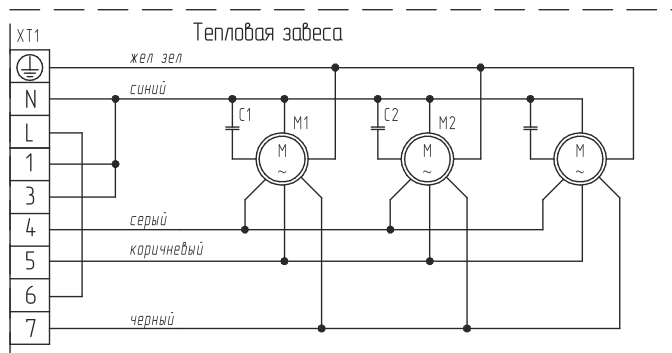 Тепловая завеса
XT1
жел зел
N
синий
L
C1
M1
C2
M2
M
~
M
~
M
~
1
3
4
серый
5
коричневый
6
7
черный